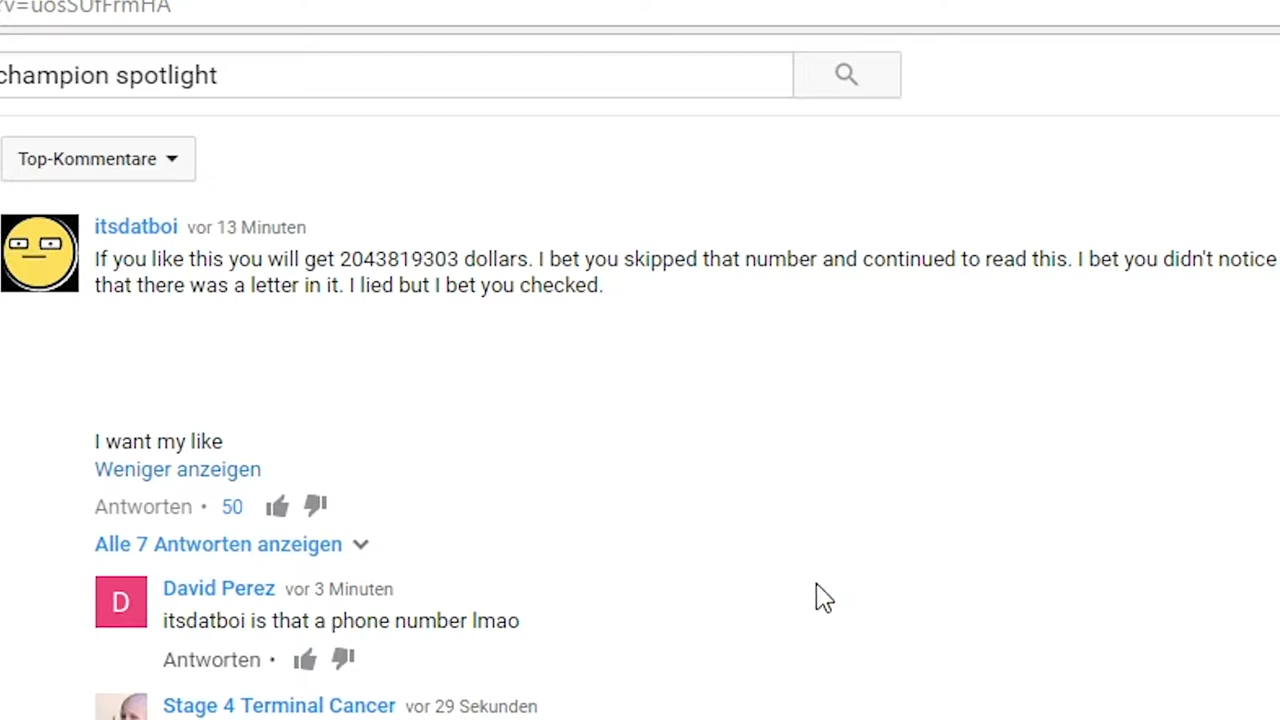 rv=uosSUfFrmHA
champion spotlight
Top-Kommentare
itsdatboi vor 13 Minuten
If you like this you will get 2043819303 dollars. I bet you skipped that number and continued to read this. I bet you didn't notice
that there was a letter in it. I lied but I bet you checked.
I want my like
Weniger anzeigen
Antworten • 50
Alle 7 Antworten anzeigen
D
David Perez vor 3 Minuten
itsdatboi is that a phone number lmao
Antworten •
Stage 4 Terminal Cancer vor 29 Sekunden